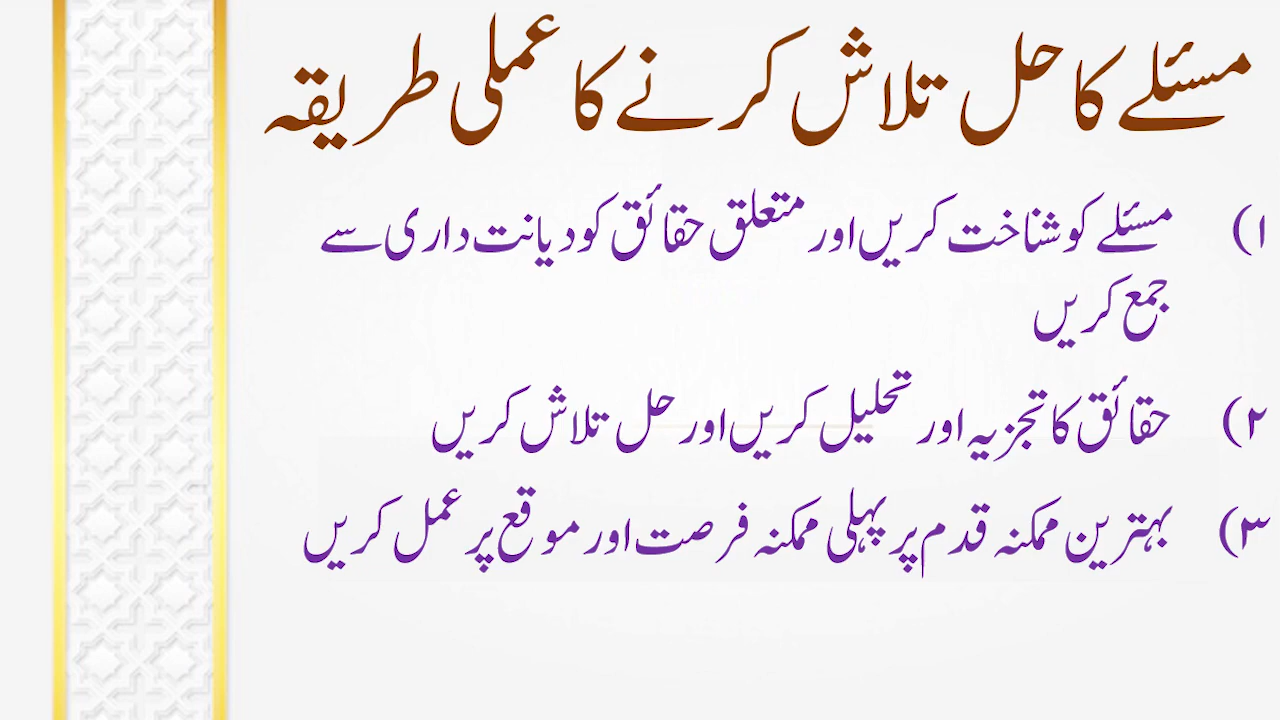 مسئلے کا حل تلاش کرنے کا عملی طریقہ
۱) مسئلے کو شناخت کریں اور متعلق حقائق کو دیانت داری سے
جمع کریں
۲) حقائق کا تجزیہ اور تحلیل کریں اور حل تلاش کریں
۳) بہترین ممکنہ قدم پر پہلی ممکنہ فرصت اور موقع پر عمل کریں